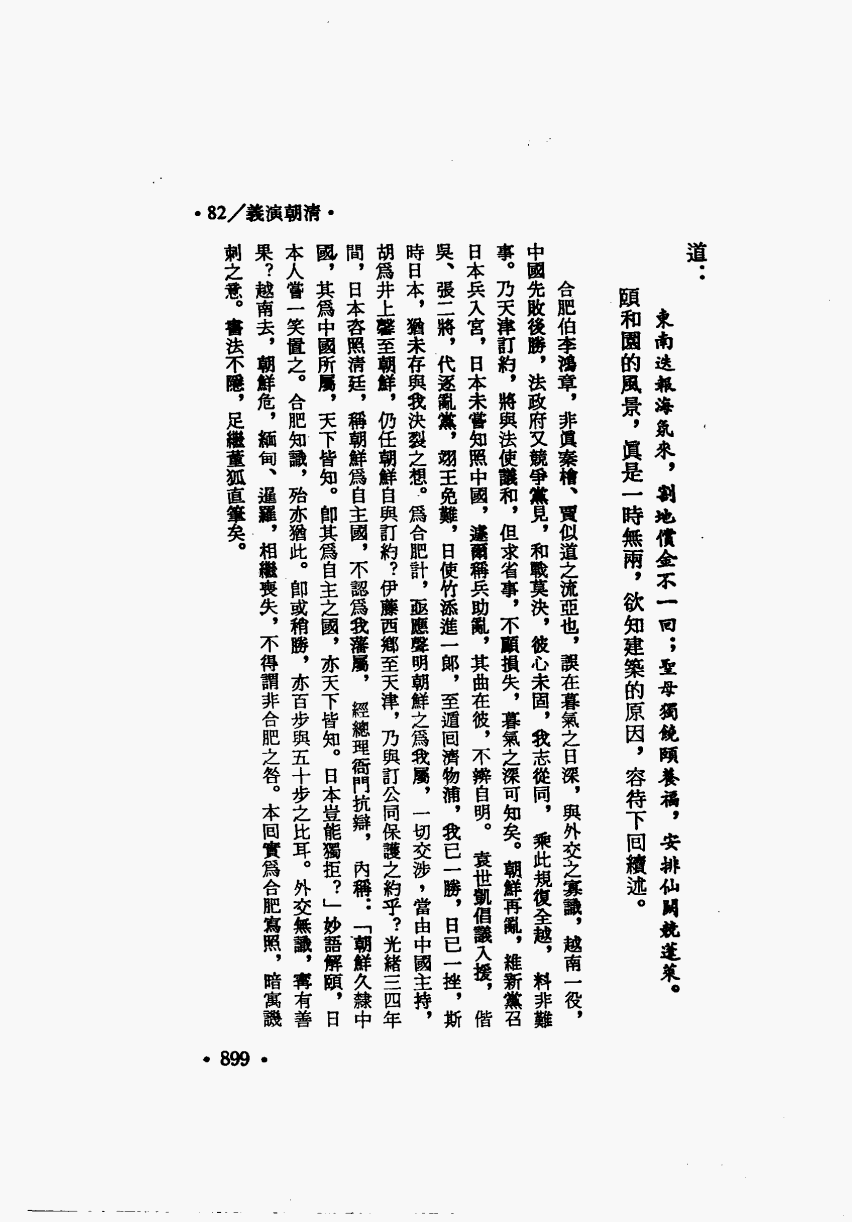 ·82／義演朝清·
道：
東南迭報海氛來，割地償金不一回；聖母獨饒頤養福，安排仙闕競蓬萊。
頤和園的風景，眞是一時無兩，欲知建築的原因，容待下回續述。
合肥伯李鴻章，非眞秦檜、賈似道之流亞也，誤在暮氣之日深，與外交之寡識，越南一役，
中國先敗後勝，法政府又競爭黨見，和戰莫決，彼心未固，我志從同，乘此規復全越，料非難
事。乃天津訂約，將與法使議和，但求省事，不顧損失，暮氣之深可知矣。朝鮮再亂，維新黨召
日本兵入宮，日本未嘗知照中國，遽爾稱兵助亂，其曲在彼，不辨自明。袁世凱倡議入援，偕
吳、張二將，代逐亂黨，翊王免難，日使竹添進一郎，至遁回濟物浦，我已一勝，日已一挫，斯
時日本，猶未存與我決裂之想。爲合肥計，亟應聲明朝鮮之爲我屬，一切交涉，當由中國主持，
胡爲井上馨至朝鮮，仍任朝鮮自與訂約？伊藤西鄉至天津，乃與訂公同保護之約乎？光緒三四年
間，日本咨照清廷，稱朝鮮爲自主國，不認爲我藩屬，經總理衙門抗辯，內稱：「朝鮮久隸中
國，其爲中國所屬，天下皆知。卽其爲自主之國，亦天下皆知。日本豈能獨拒？」妙語解頤，日
本人嘗一笑置之。合肥知識，殆亦猶此。卽或稍勝，亦百步與五十步之比耳。外交無識，寗有善
果？越南去，朝鮮危，緬甸、暹羅，相繼喪失，不得謂非合肥之咎。本回實爲合肥寫照，暗寓譏
刺之意。書法不隱，足繼董狐直筆矣。
·899·